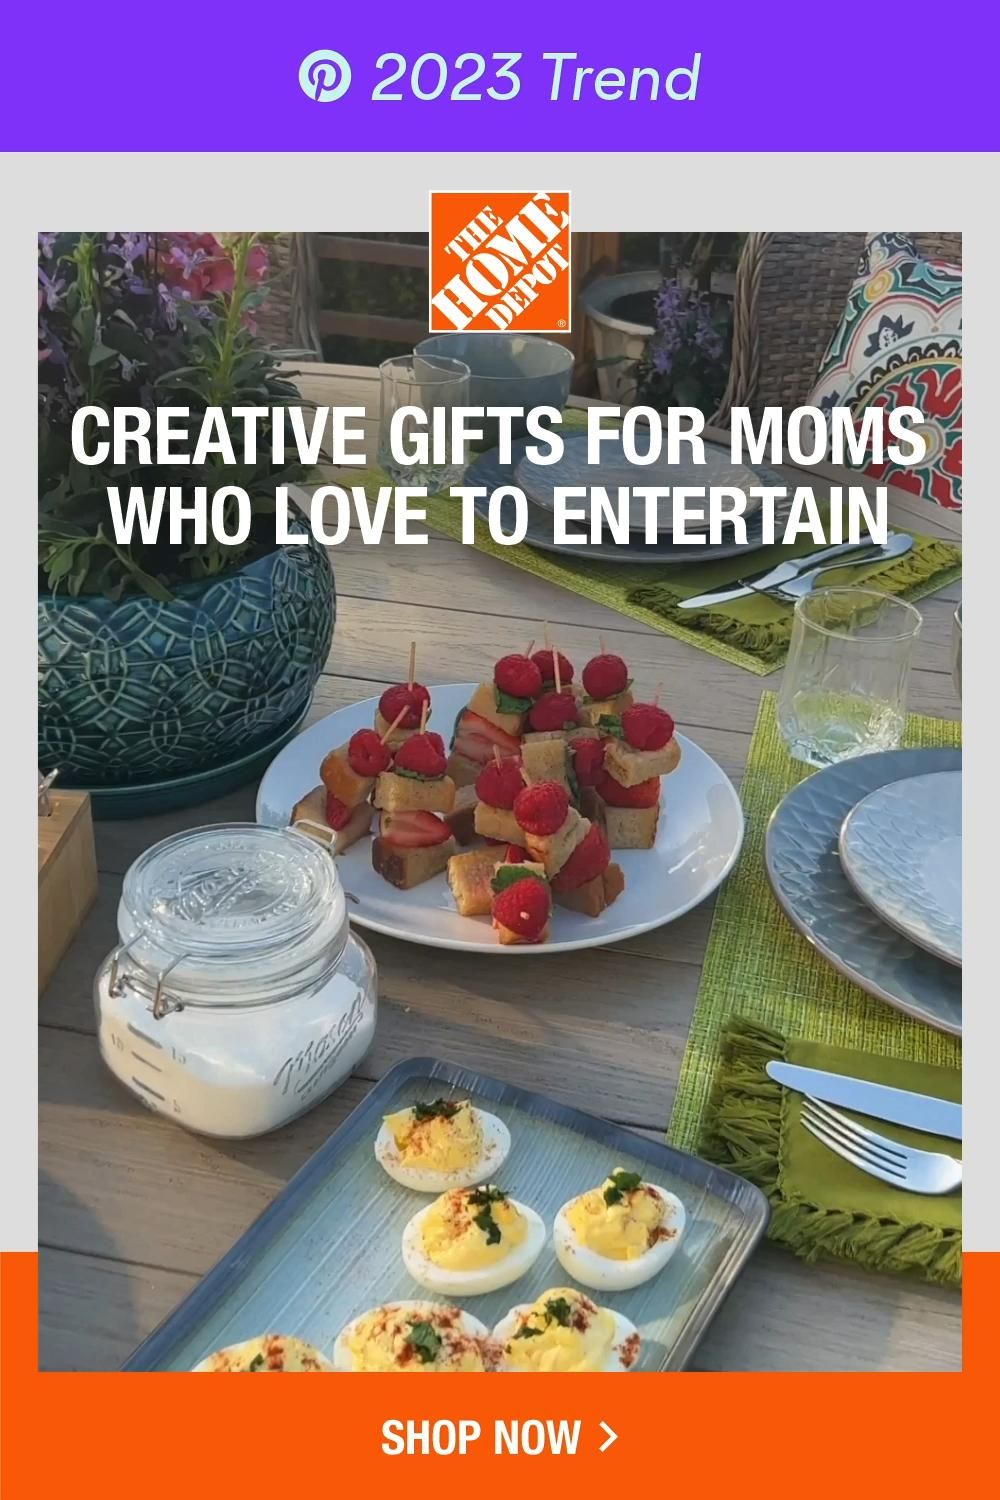 2023 Trend
THE
HOME
DEPOT
®
CREATIVE GIFTS FOR MOMS
WHO LOVE TO ENTERTAIN
Mason
SHOP NOW >